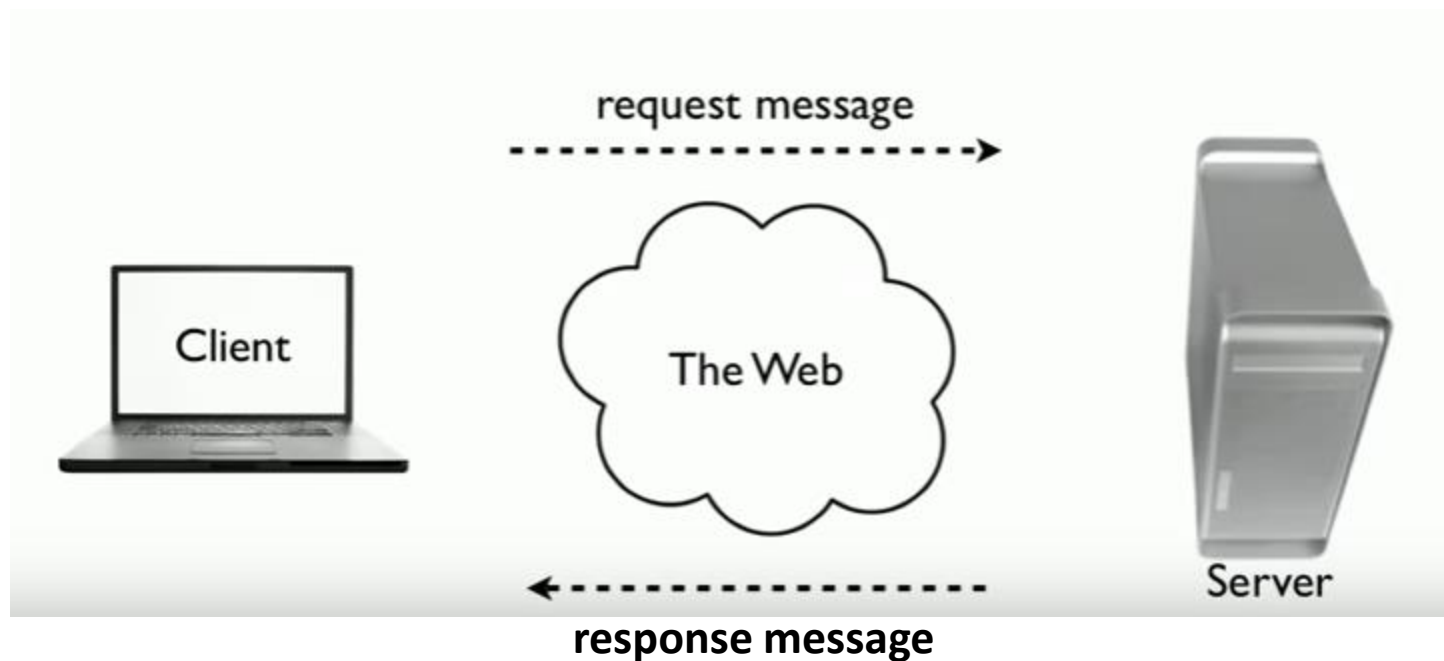 request message
Client
The Web
Server
response message